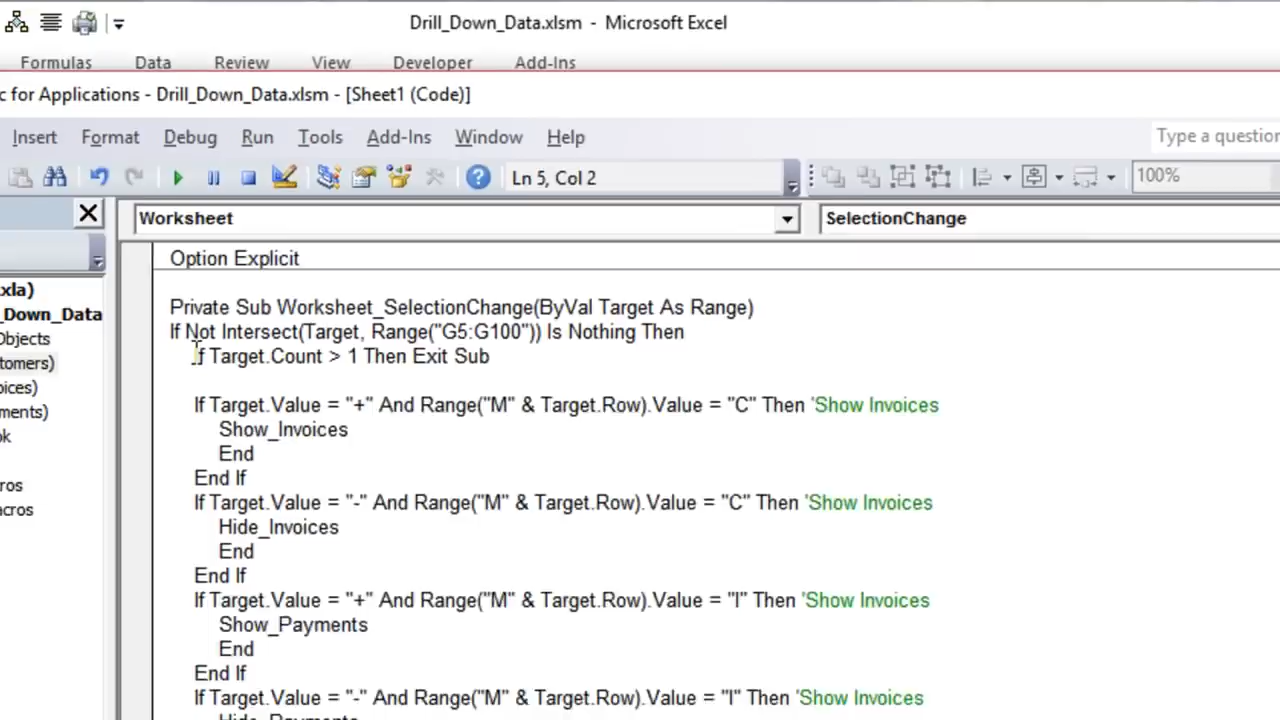 Drill_Down_Data.xlsm - Microsoft Excel
Formulas Data Review View Developer Add-Ins
c for Applications - Drill_Down_Data.xlsm - [Sheet1 (Code)]
Insert Format Debug Run Tools Add-Ins Window Help
Type a question
Ln 5, Col 2
100%
Worksheet
SelectionChange
xla)
_Down_Data
Objects
tomers)
oices)
ments)
ok
ros
acros
Option Explicit
Private Sub Worksheet_SelectionChange(ByVal Target As Range)
If Not Intersect(Target, Range("G5:G100")) Is Nothing Then
If Target.Count > 1 Then Exit Sub
If Target.Value = "+" And Range("M" & Target.Row).Value = "C" Then 'Show Invoices
Show_Invoices
End
End If
If Target.Value = "-" And Range("M" & Target.Row).Value = "C" Then 'Show Invoices
Hide_Invoices
End
End If
If Target.Value = "+" And Range("M" & Target.Row).Value = "I" Then 'Show Invoices
Show_Payments
End
End If
If Target.Value = "-" And Range("M" & Target.Row).Value = "I" Then 'Show Invoices
Hide_Payments